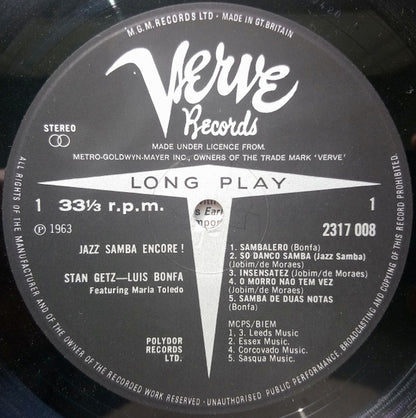 M.G.M. RECORDS LTD · MADE IN GT. BRITAIN
Verve
Records
STEREO
MADE UNDER LICENCE FROM
METRO-GOLDWYN-MAYER INC., OWNERS OF THE TRADE MARK 'VERVE'
LONG PLAY
1 33⅓ r.p.m. 1
℗ 1963 2317 008
JAZZ SAMBA ENCORE!
STAN GETZ—LUIS BONFA
Featuring Maria Toledo
1. SAMBALERO (Bonfa)
2. SO DANCO SAMBA (Jazz Samba)
(Jobim/de Moraes)
3. INSENSATEZ (Jobim/de Moraes)
4. O MORRO NAO TEM VEZ
(Jobim/de Moraes)
5. SAMBA DE DUAS NOTAS
(Bonfa)
MCPS/BIEM
1, 3. Leeds Music
2. Essex Music.
4. Corcovado Music.
5. Sasqua Music.
POLYDOR
RECORDS
LTD.
ALL RIGHTS OF THE MANUFACTURER AND OF THE OWNER OF THE RECORDED WORK RESERVED · UNAUTHORISED PUBLIC PERFORMANCE, BROADCASTING AND COPYING OF THIS RECORD PROHIBITED.